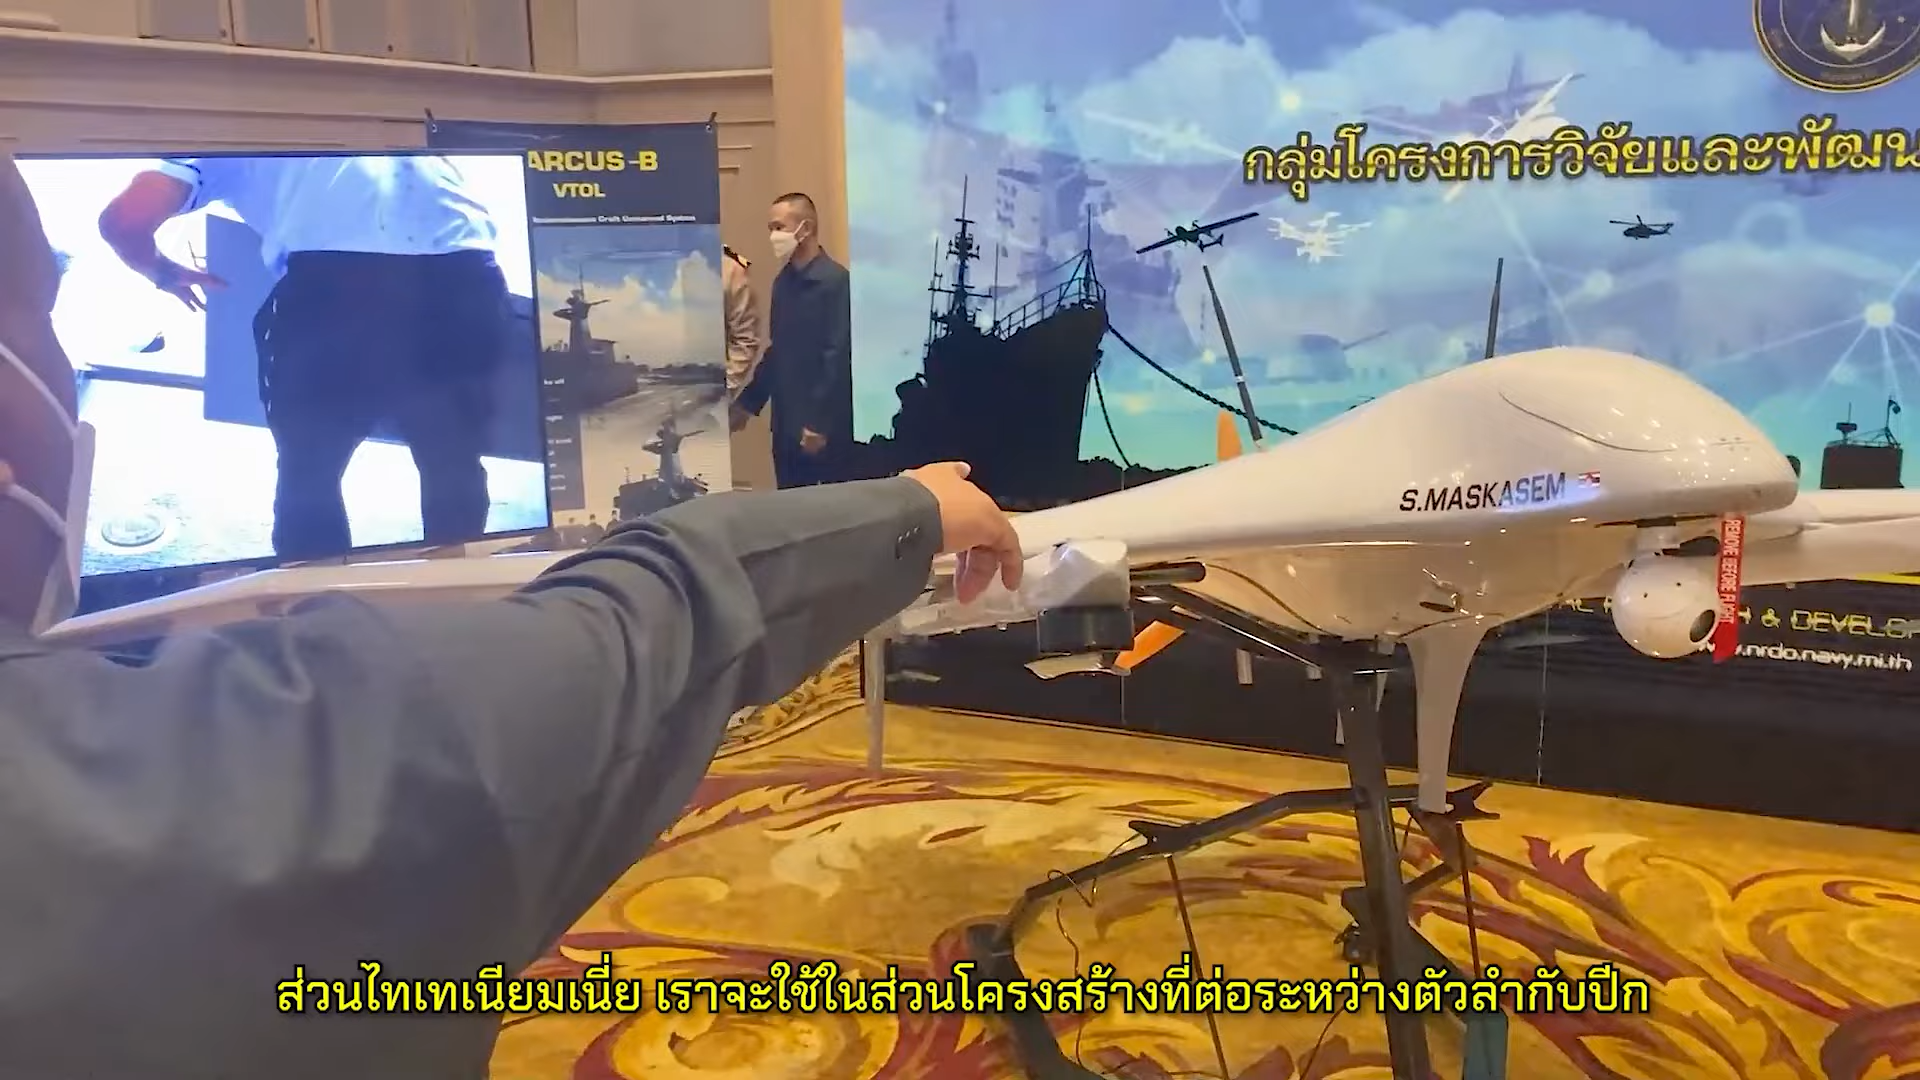 ARCUS-B
VTOL
กลุ่มโครงการวิจัยและพัฒน
S.MASKASEM
REMOVE BEFORE FLIGHT
& DEVELO
www.nrdo.navy.mi.th
ส่วนไทเทเนียมเนี่ย เราจะใช้ในส่วนโครงสร้างที่ต่อระหว่างตัวลำกับปีก